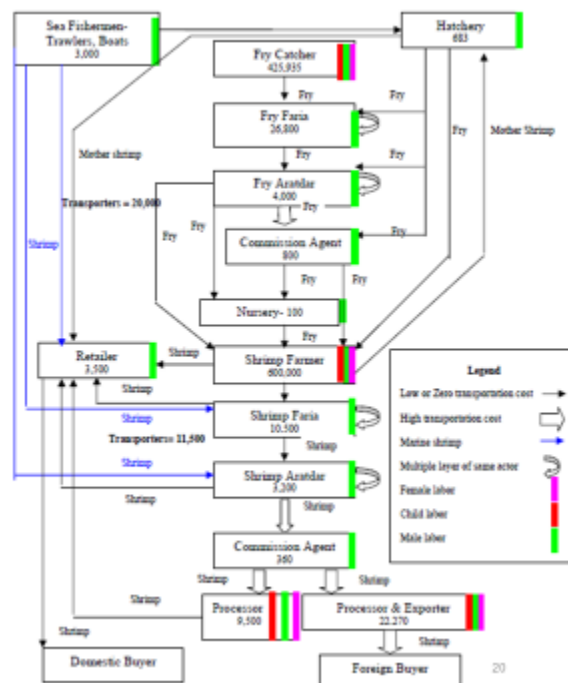 Sea Fishermen-
Trawlers, Boats
3,000
Hatchery
683
Fry Catcher
425,935
Fry
Fry
Fry Faria
26,800
Fry
Mother Shrimp
Mother shrimp
Fry
Fry
Fry Aratdar
4,000
Transporters = 20,000
Fry
Shrimp
Fry
Fry
Commission Agent
800
Fry
Fry
Fry
Nursery- 100
Fry
Retailer
3,500
Shrimp
Shrimp Farmer
600,000
Shrimp
Shrimp
Shrimp Faria
10,500
Transporters= 11,500
Shrimp
Shrimp
Shrimp Aratdar
3,200
Shrimp
Shrimp
Commission Agent
360
Shrimp
Shrimp
Shrimp
Processor
9,500
Processor & Exporter
22,270
Shrimp
Shrimp
Domestic Buyer
Foreign Buyer
20
Legend
Low or Zero transportation cost
High transportation cost
Marine shrimp
Multiple layer of same actor
Female labor
Child labor
Male labor